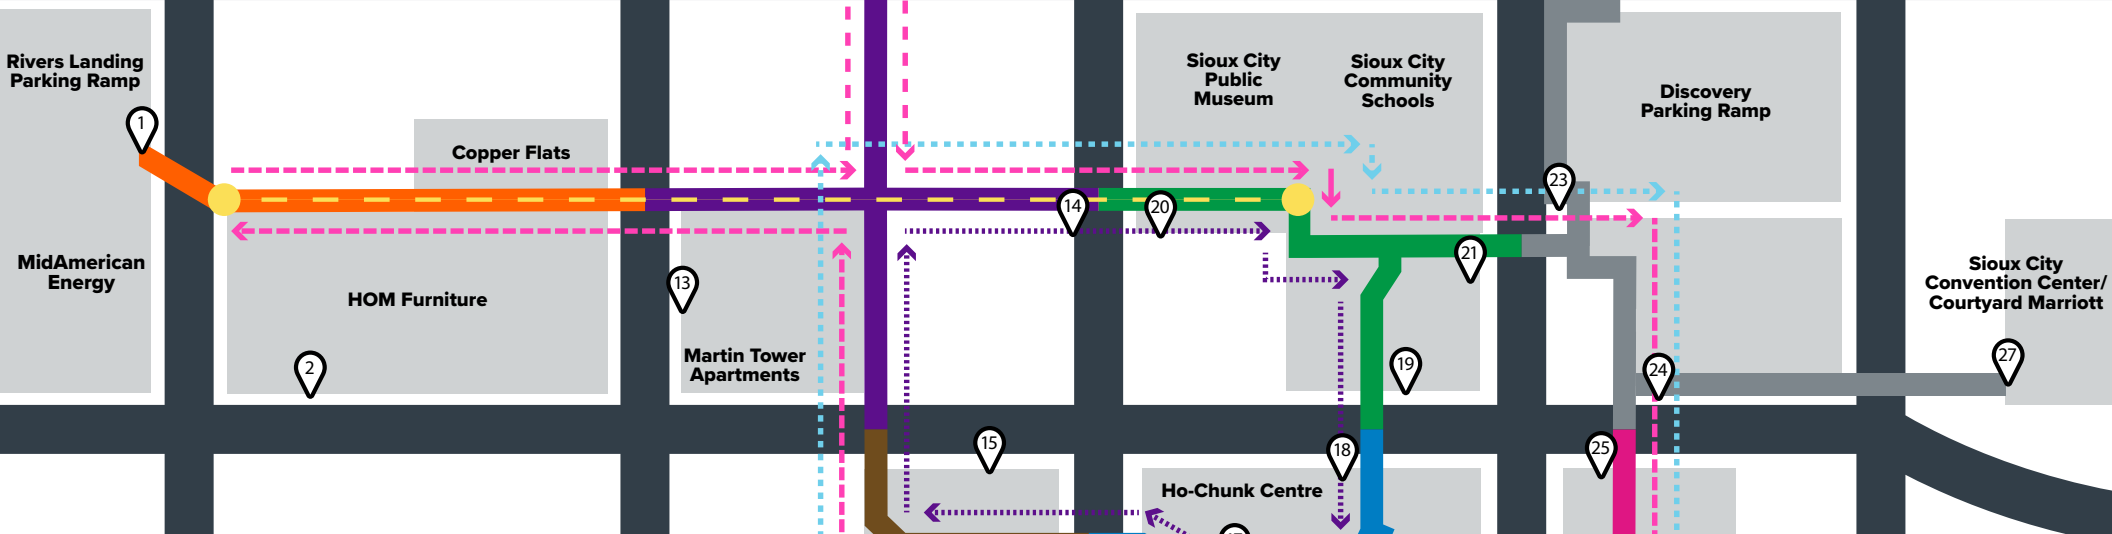 Rivers Landing
Parking Ramp
1
MidAmerican
Energy
Copper Flats
HOM Furniture
2
13
Martin Tower
Apartments
14
20
Sioux City
Public
Museum
Sioux City
Community
Schools
Discovery
Parking Ramp
23
21
19
24
Sioux City
Convention Center/
Courtyard Marriott
27
15
18
Ho-Chunk Centre
25